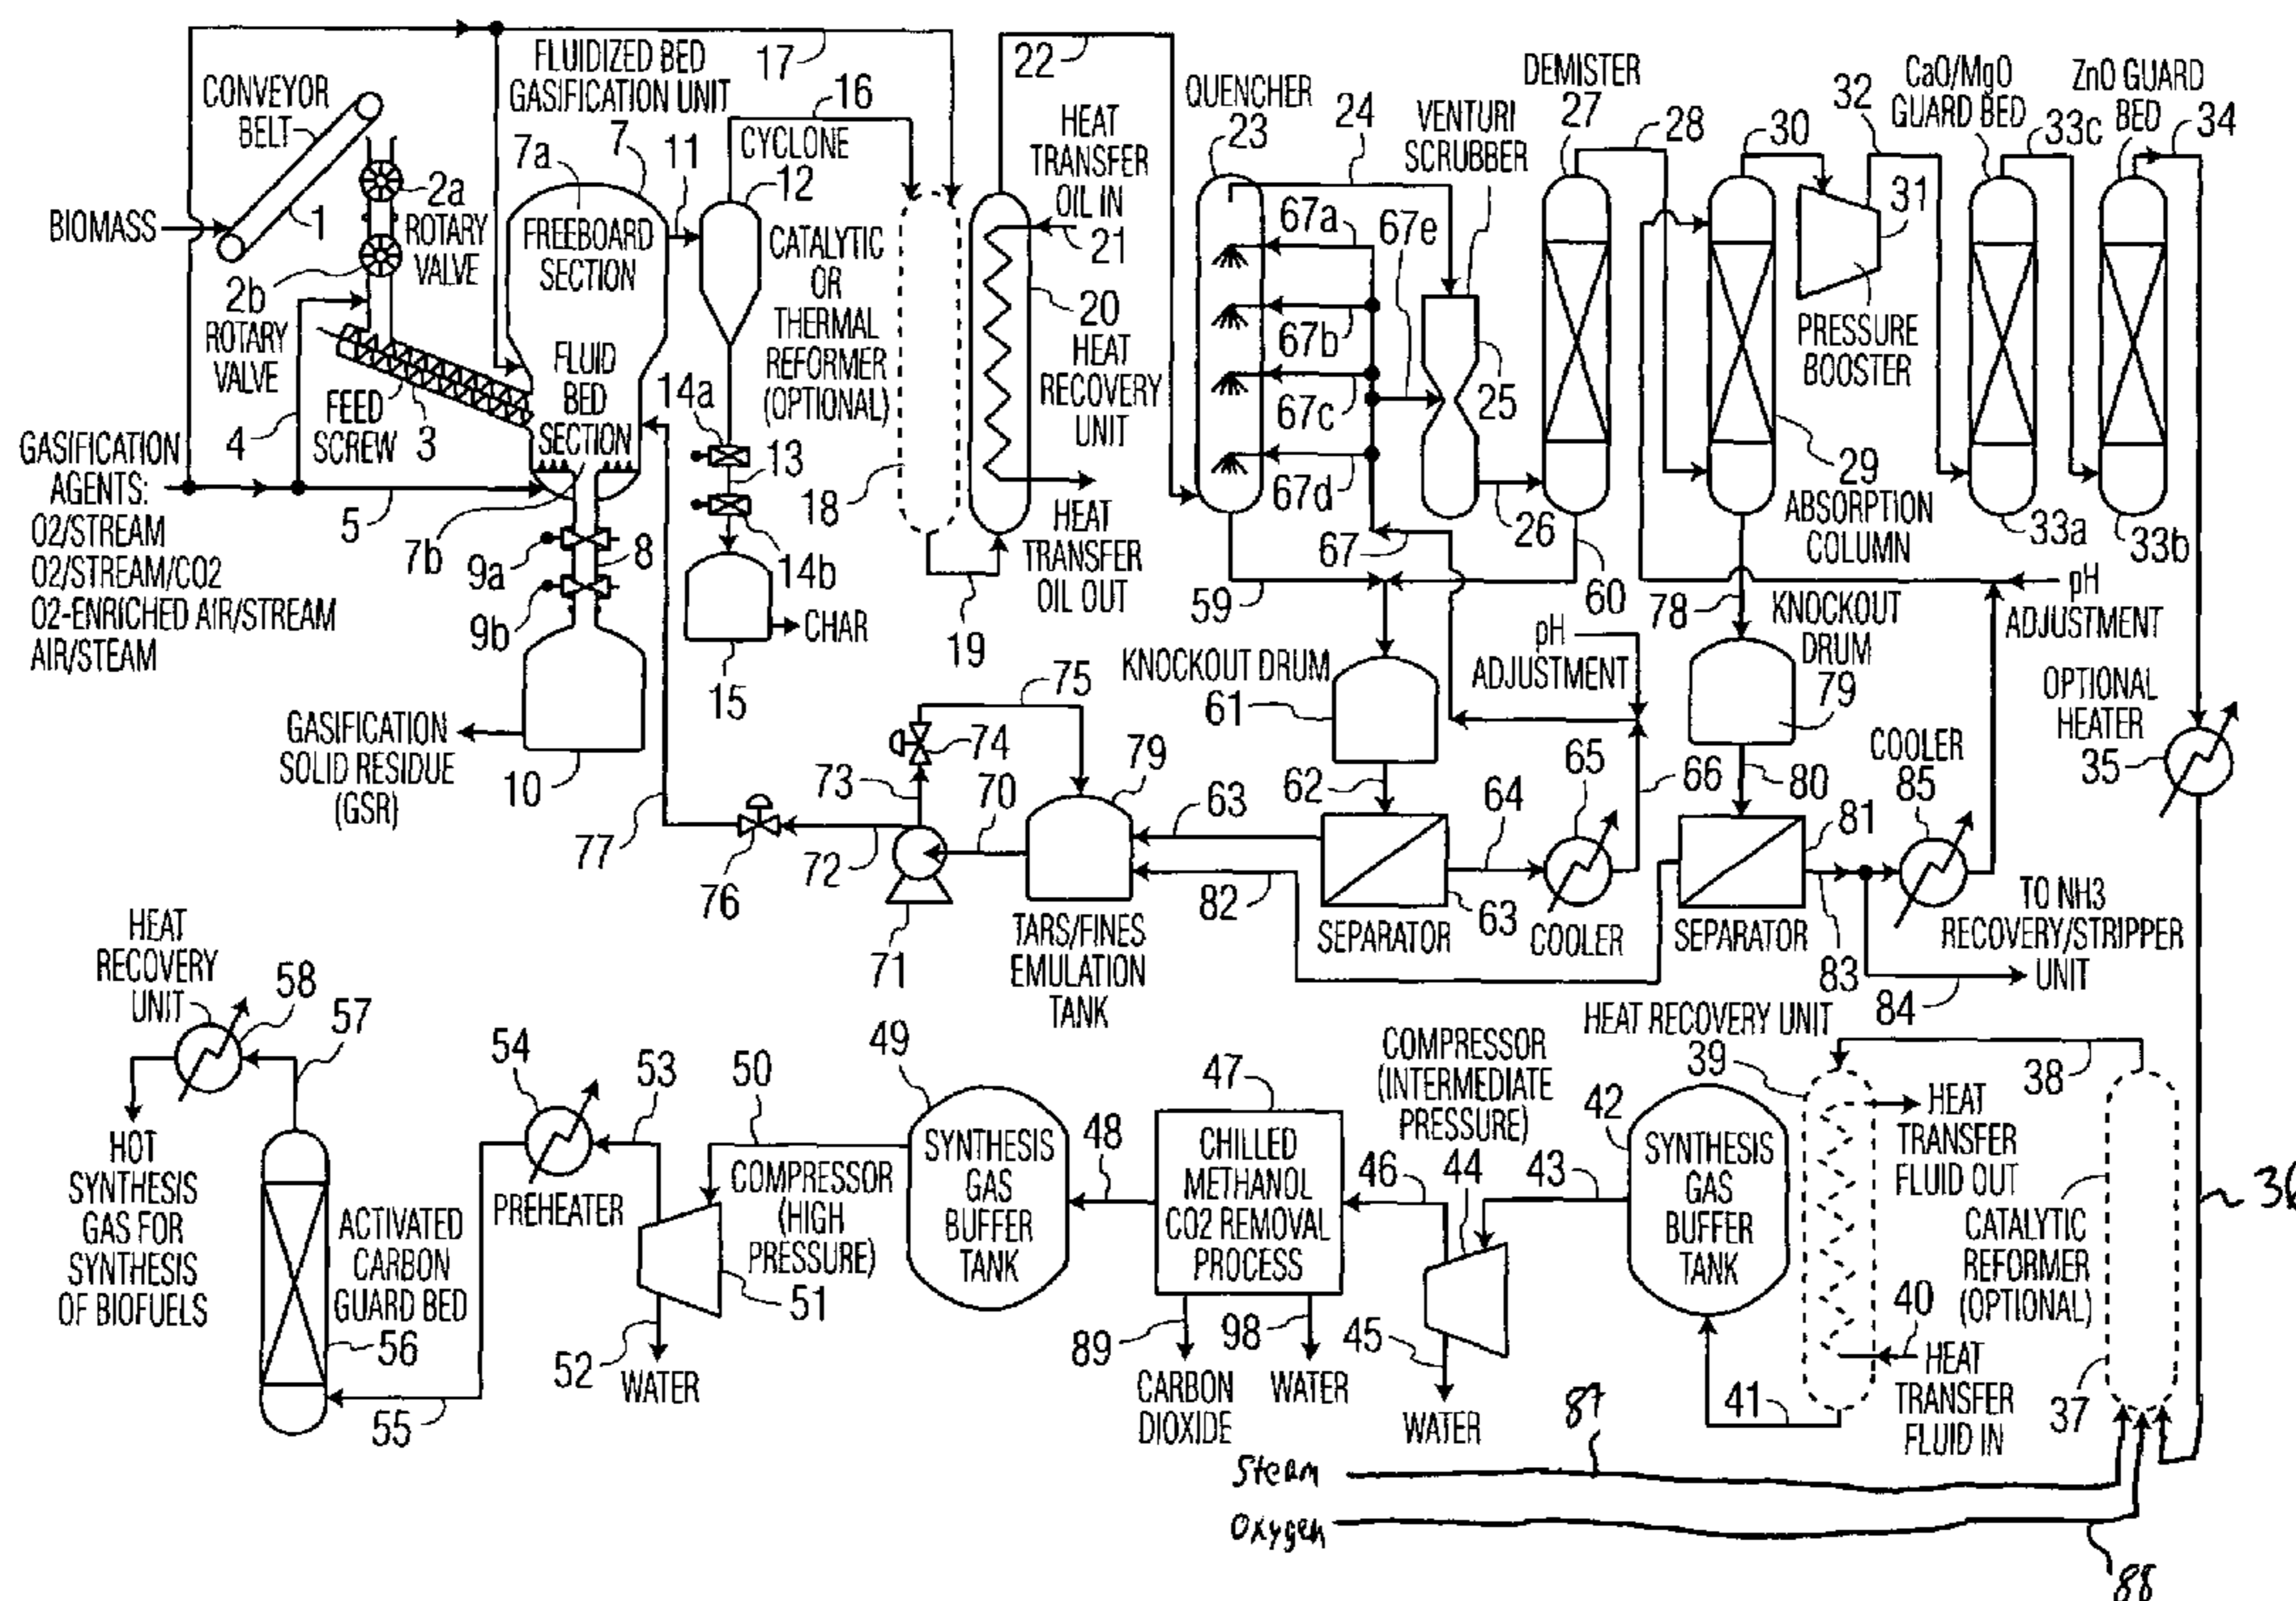 CONVEYOR
BELT
BIOMASS
1
2a
ROTARY
VALVE
2b
ROTARY
VALVE
FEED
SCREW
3
4
GASIFICATION
AGENTS:
O2/STREAM
O2/STREAM/CO2
O2-ENRICHED AIR/STREAM
AIR/STEAM
5
FLUIDIZED BED
GASIFICATION UNIT
7a
7
FREEBOARD
SECTION
FLUID
BED
SECTION
7b
8
9a
9b
GASIFICATION
SOLID RESIDUE
(GSR)
10
11
CYCLONE
12
14a
13
14b
CHAR
15
16
17
CATALYTIC
OR
THERMAL
REFORMER
(OPTIONAL)
18
19
HEAT
TRANSFER
OIL IN
21
20
HEAT
RECOVERY
UNIT
HEAT
TRANSFER
OIL OUT
22
QUENCHER
23
24
67a
67b
67c
67d
67e
67
VENTURI
SCRUBBER
25
26
DEMISTER
27
28
59
60
30
29
ABSORPTION
COLUMN
32
31
PRESSURE
BOOSTER
CaO/MgO
GUARD BED
33a
33c
ZnO GUARD
BED
33b
34
pH
ADJUSTMENT
78
KNOCKOUT
DRUM
79
80
KNOCKOUT DRUM
61
62
pH
ADJUSTMENT
OPTIONAL
HEATER
35
36
75
74
73
70
79
TARS/FINES
EMULATION
TANK
71
72
76
77
63
82
SEPARATOR
63
64
65
COOLER
66
SEPARATOR
81
83
84
COOLER
85
TO NH3
RECOVERY/STRIPPER
UNIT
HEAT
RECOVERY
UNIT
58
57
HOT
SYNTHESIS
GAS FOR
SYNTHESIS
OF BIOFUELS
ACTIVATED
CARBON
GUARD BED
56
55
54
PREHEATER
53
52
WATER
50
COMPRESSOR
(HIGH
PRESSURE)
51
49
SYNTHESIS
GAS
BUFFER
TANK
48
47
CHILLED
METHANOL
CO2 REMOVAL
PROCESS
89
CARBON
DIOXIDE
98
WATER
COMPRESSOR
(INTERMEDIATE
PRESSURE)
46
44
45
WATER
43
42
SYNTHESIS
GAS
BUFFER
TANK
41
HEAT RECOVERY UNIT
39
38
HEAT
TRANSFER
FLUID OUT
40
HEAT
TRANSFER
FLUID IN
CATALYTIC
REFORMER
(OPTIONAL)
37
Steam
87
Oxygen
88